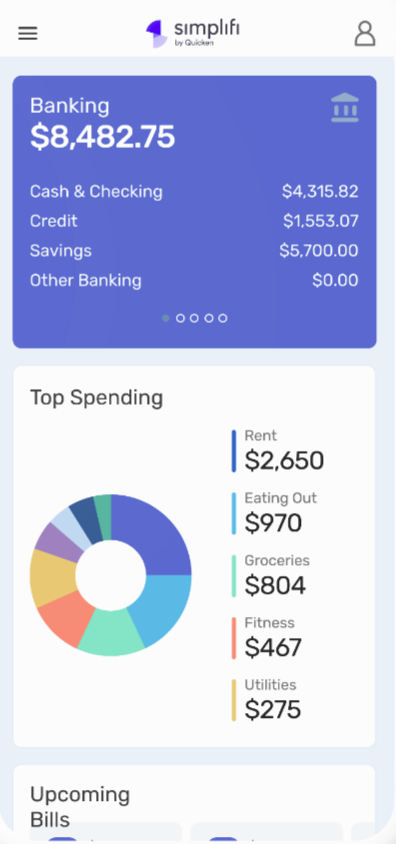 simplifi
by Quicken
Banking
$8,482.75
Cash & Checking $4,315.82
Credit $1,553.07
Savings $5,700.00
Other Banking $0.00
Top Spending
Rent
$2,650
Eating Out
$970
Groceries
$804
Fitness
$467
Utilities
$275
Upcoming
Bills